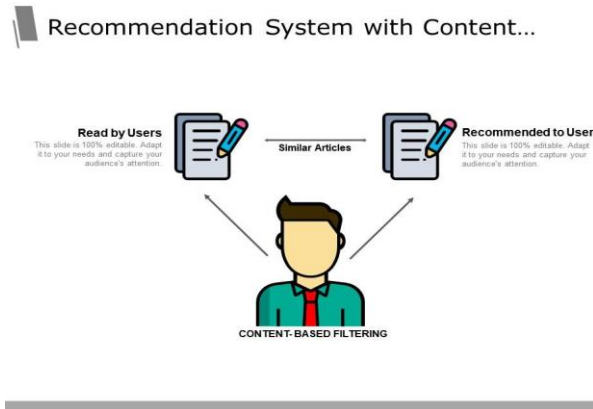 Recommendation System with Content...
Read by Users
This slide is 100% editable. Adapt
it to your needs and capture your
audience's attention.
Similar Articles
Recommended to User
This slide is 100% editable. Adapt
it to your needs and capture your
audience's attention.
CONTENT- BASED FILTERING